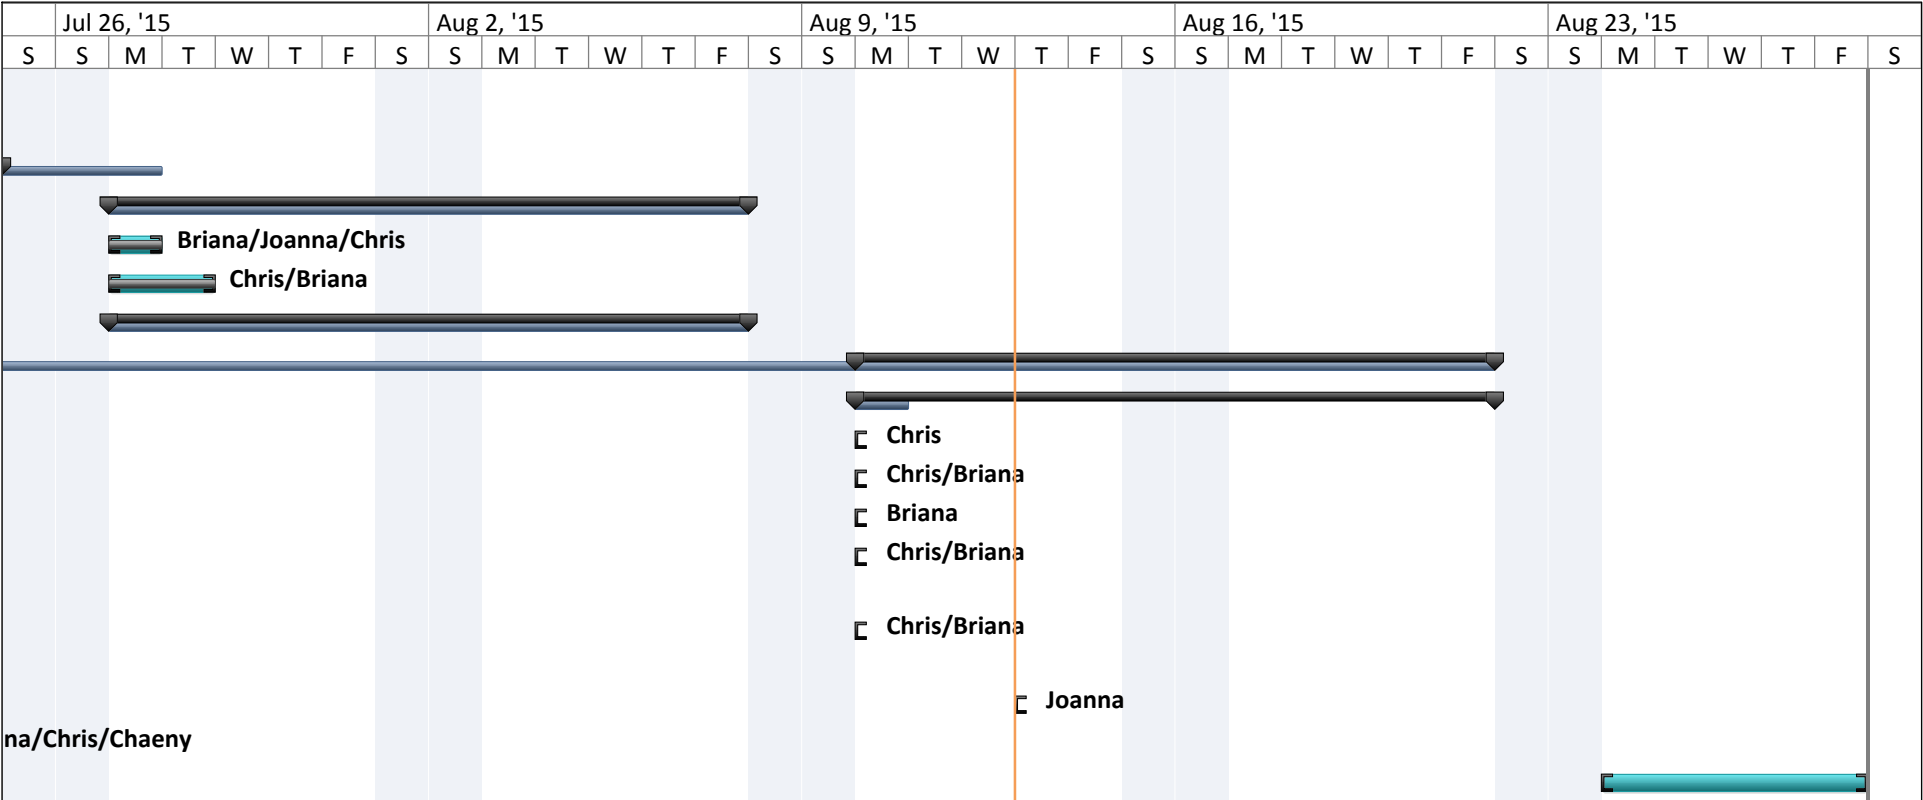 Jul 26, '15 Aug 2, '15 Aug 9, '15 Aug 16, '15 Aug 23, '15
S S M T W T F S S M T W T F S S M T W T F S S M T W T F S S M T W T F S
Briana/Joanna/Chris
Chris/Briana
Chris
Chris/Briana
Briana
Chris/Briana
Chris/Briana
Joanna
na/Chris/Chaeny